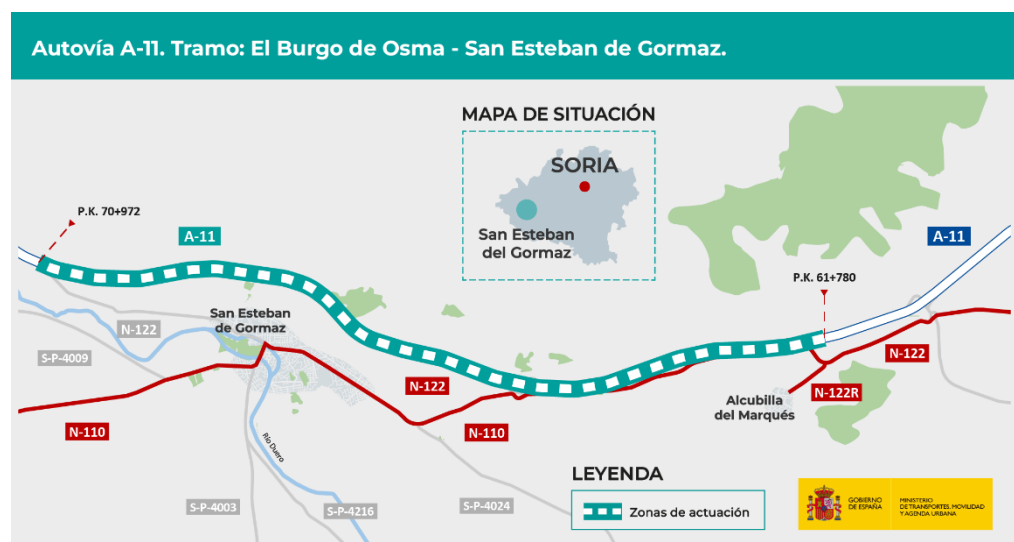 Autovía A-11. Tramo: El Burgo de Osma - San Esteban de Gormaz.
MAPA DE SITUACIÓN
SORIA
San Esteban
del Gormaz
P.K. 70+972
A-11
A-11
P.K. 61+780
San Esteban
de Gormaz
N-122
S-P-4009
N-122
N-122
N-122R
Alcubilla
del Marqués
N-110
N-110
Río Duero
S-P-4003
S-P-4216
S-P-4024
LEYENDA
Zonas de actuación
GOBIERNO
DE ESPAÑA
MINISTERIO
DE TRANSPORTES, MOVILIDAD
Y AGENDA URBANA